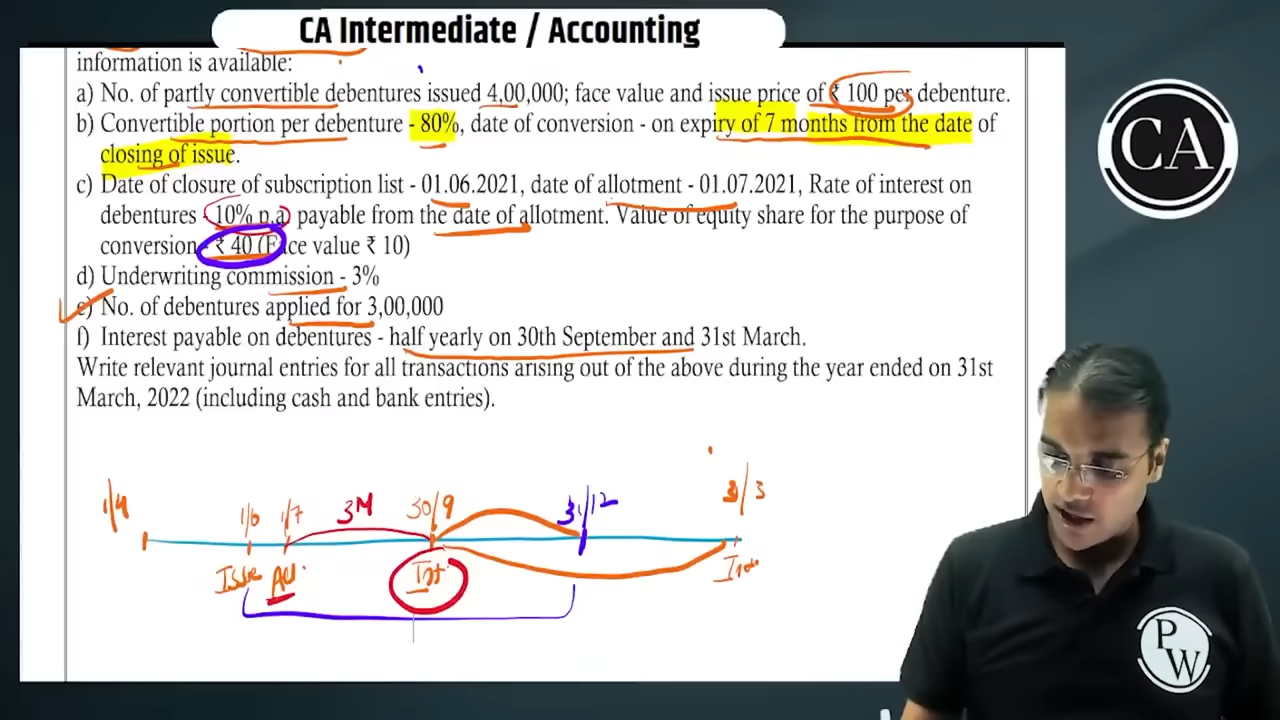 CA Intermediate / Accounting
information is available:
a) No. of partly convertible debentures issued 4,00,000; face value and issue price of ₹ 100 per debenture.
b) Convertible portion per debenture - 80%, date of conversion - on expiry of 7 months from the date of
closing of issue.
c) Date of closure of subscription list - 01.06.2021, date of allotment - 01.07.2021, Rate of interest on
debentures - 10% p.a. payable from the date of allotment. Value of equity share for the purpose of
conversion - ₹ 40 (Face value ₹ 10)
d) Underwriting commission - 3%
e) No. of debentures applied for 3,00,000
f) Interest payable on debentures - half yearly on 30th September and 31st March.
Write relevant journal entries for all transactions arising out of the above during the year ended on 31st
March, 2022 (including cash and bank entries).
1/4 1/6 1/7 3M 30/9 31/12 31/3
Issue All. Int.
CA
PW